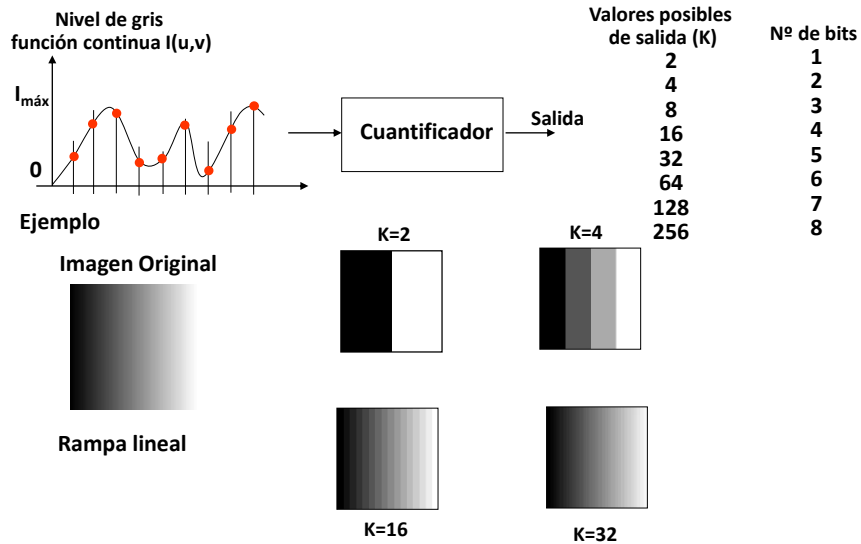 Nivel de gris
función continua I(u,v)
Imáx
0
Cuantificador
Salida
Valores posibles
de salida (K)
2
4
8
16
32
64
128
256
Nº de bits
1
2
3
4
5
6
7
8
Ejemplo
Imagen Original
Rampa lineal
K=2
K=4
K=16
K=32